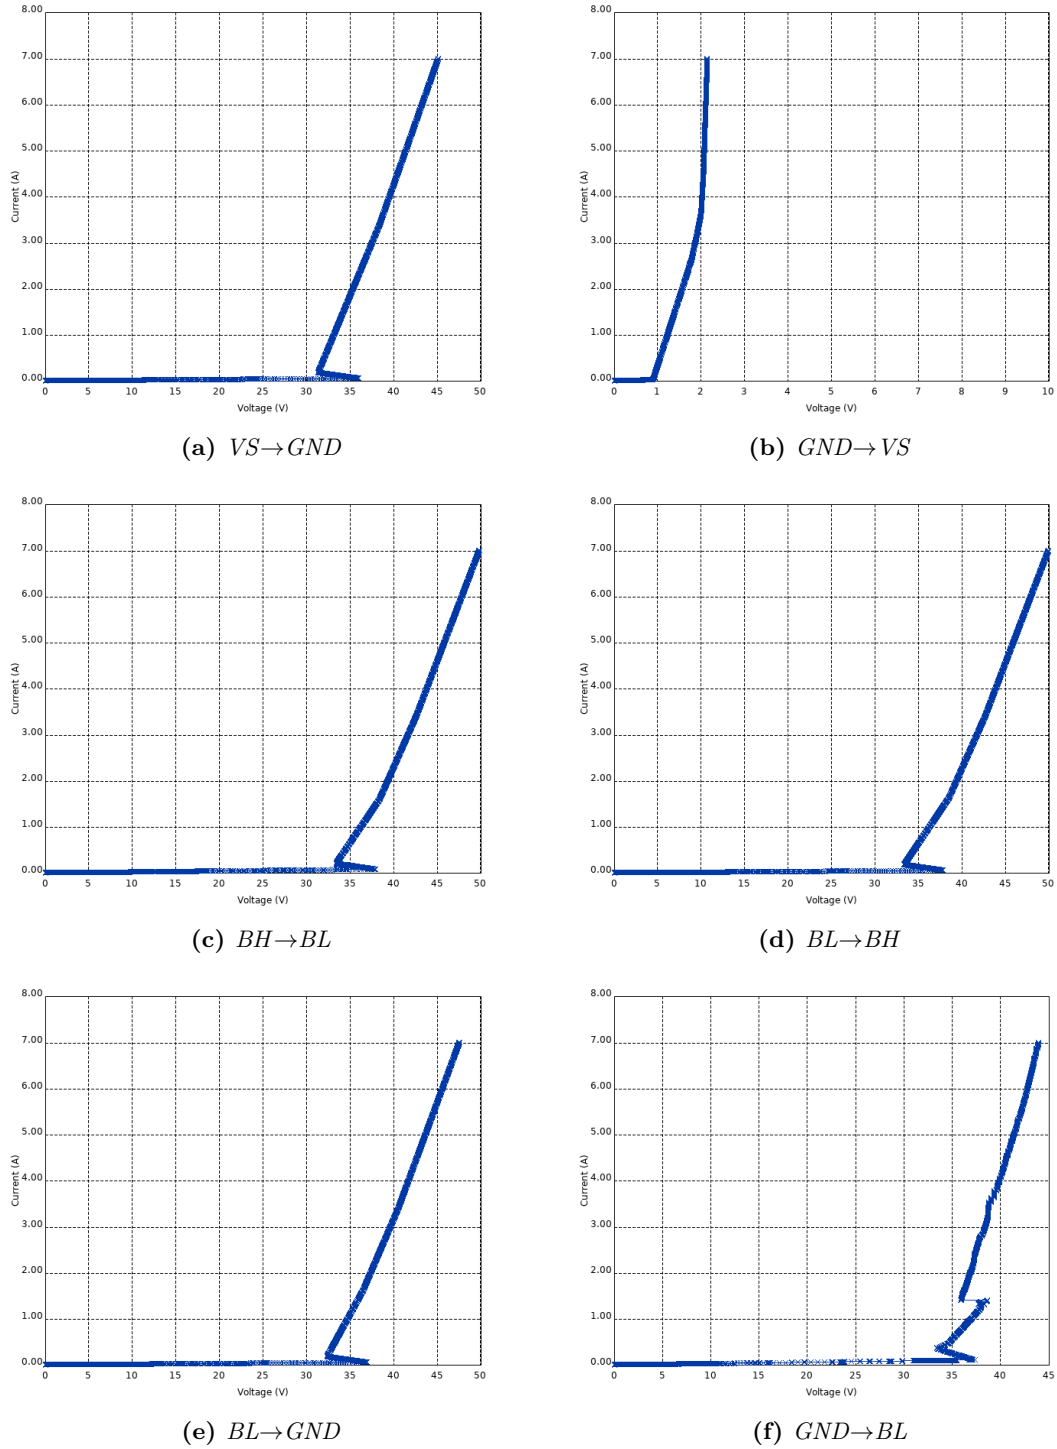 8.00
7.00
6.00
5.00
4.00
3.00
2.00
1.00
0.00
Current (A)
0 5 10 15 20 25 30 35 40 45 50
Voltage (V)
(a) VS→GND
8.00
7.00
6.00
5.00
4.00
3.00
2.00
1.00
0.00
Current (A)
0 1 2 3 4 5 6 7 8 9 10
Voltage (V)
(b) GND→VS
8.00
7.00
6.00
5.00
4.00
3.00
2.00
1.00
0.00
Current (A)
0 5 10 15 20 25 30 35 40 45 50
Voltage (V)
(c) BH→BL
8.00
7.00
6.00
5.00
4.00
3.00
2.00
1.00
0.00
Current (A)
0 5 10 15 20 25 30 35 40 45 50
Voltage (V)
(d) BL→BH
8.00
7.00
6.00
5.00
4.00
3.00
2.00
1.00
0.00
Current (A)
0 5 10 15 20 25 30 35 40 45 50
Voltage (V)
(e) BL→GND
8.00
7.00
6.00
5.00
4.00
3.00
2.00
1.00
0.00
Current (A)
0 5 10 15 20 25 30 35 40 45
Voltage (V)
(f) GND→BL